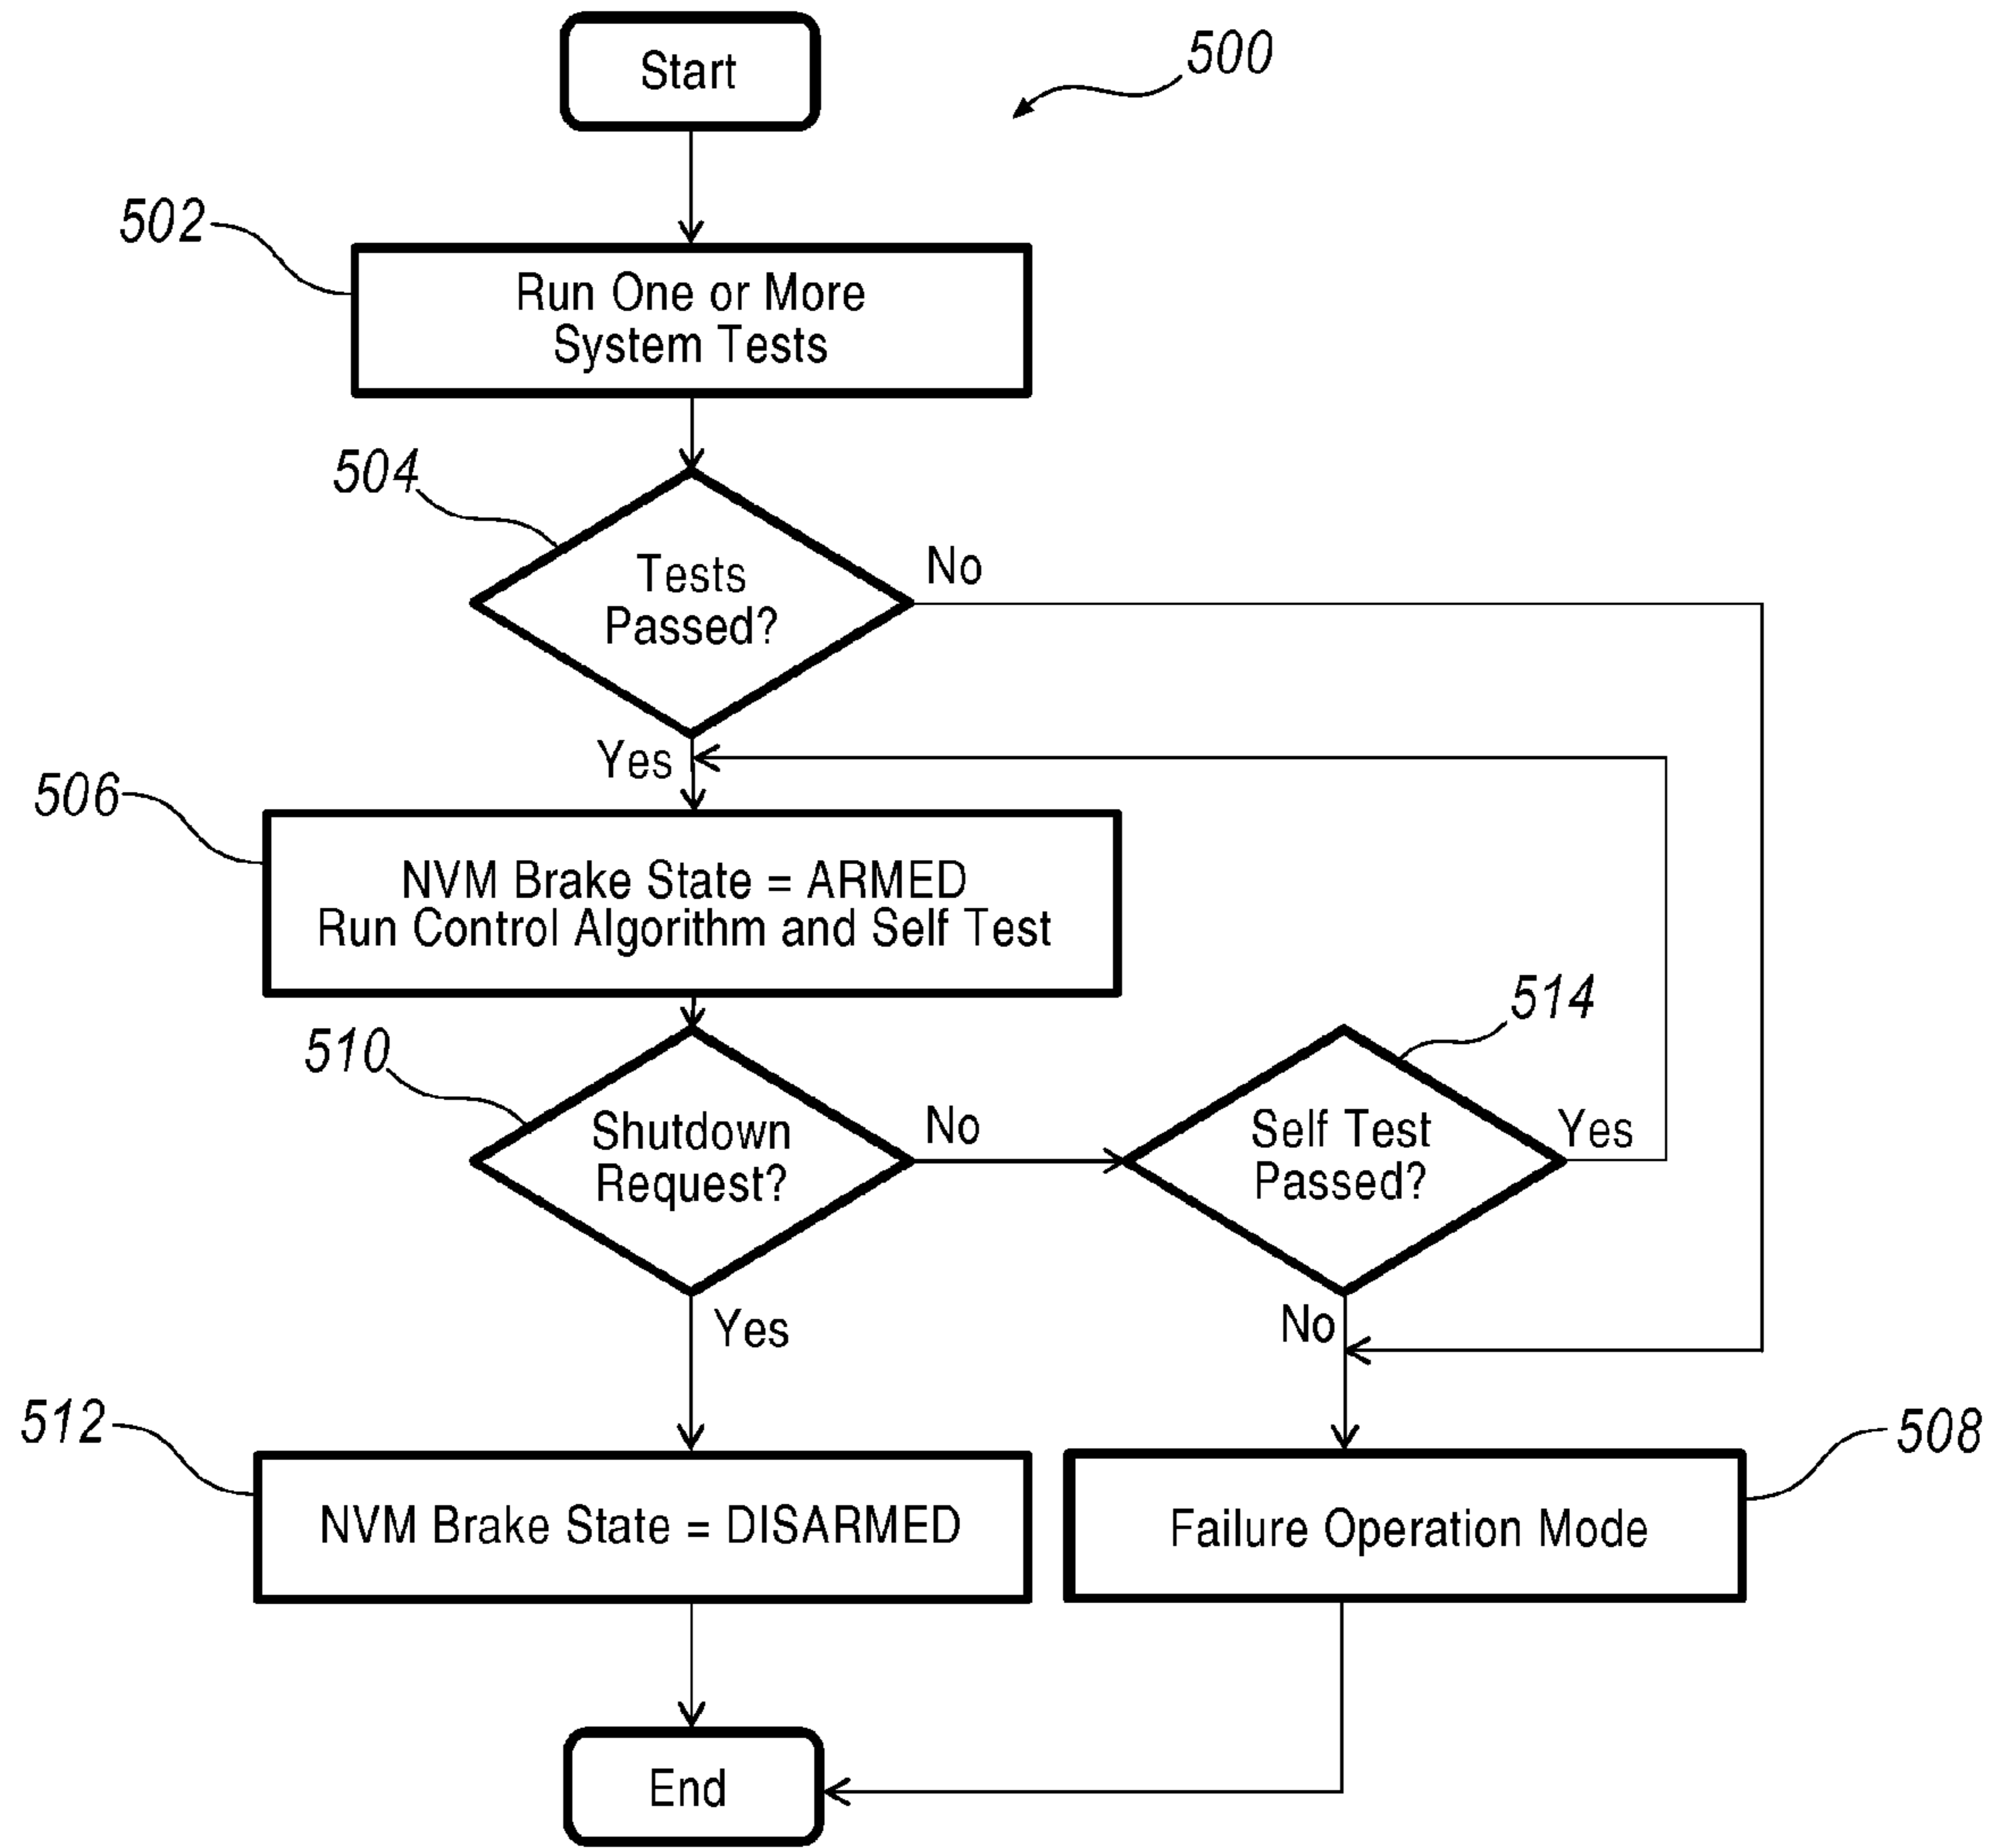 Start
500
502
Run One or More
System Tests
504
Tests
Passed?
No
Yes
506
NVM Brake State = ARMED
Run Control Algorithm and Self Test
514
510
Shutdown
Request?
No
Self Test
Passed?
Yes
Yes
No
512
NVM Brake State = DISARMED
508
Failure Operation Mode
End